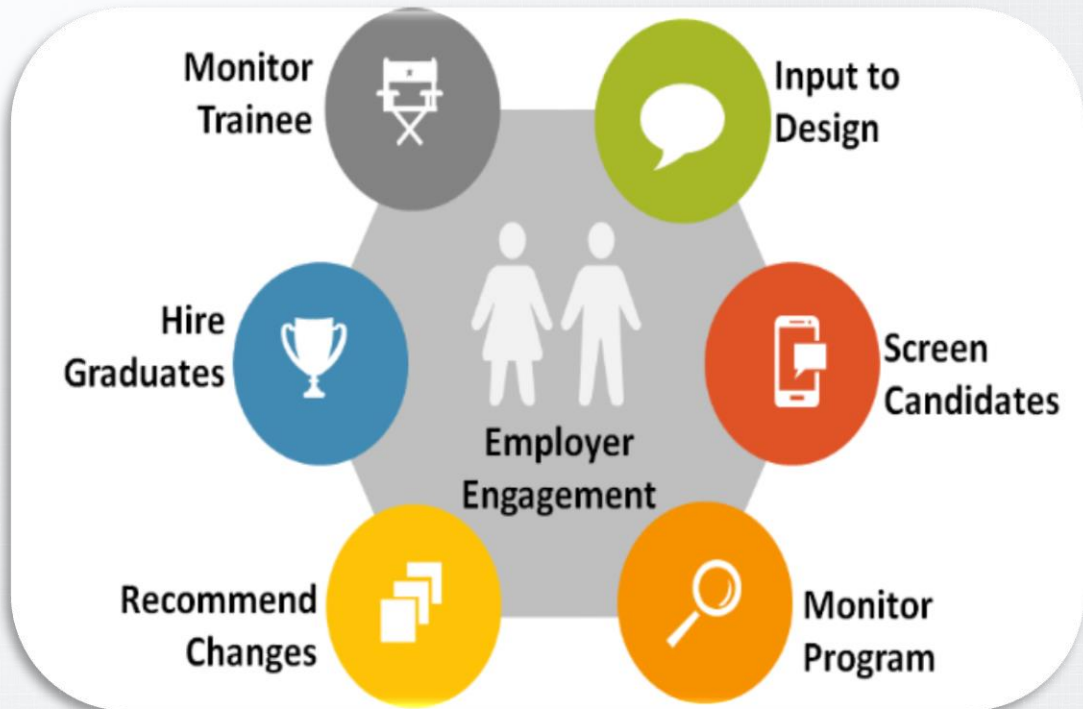 Monitor
Trainee
Input to
Design
Hire
Graduates
Screen
Candidates
Employer
Engagement
Recommend
Changes
Monitor
Program